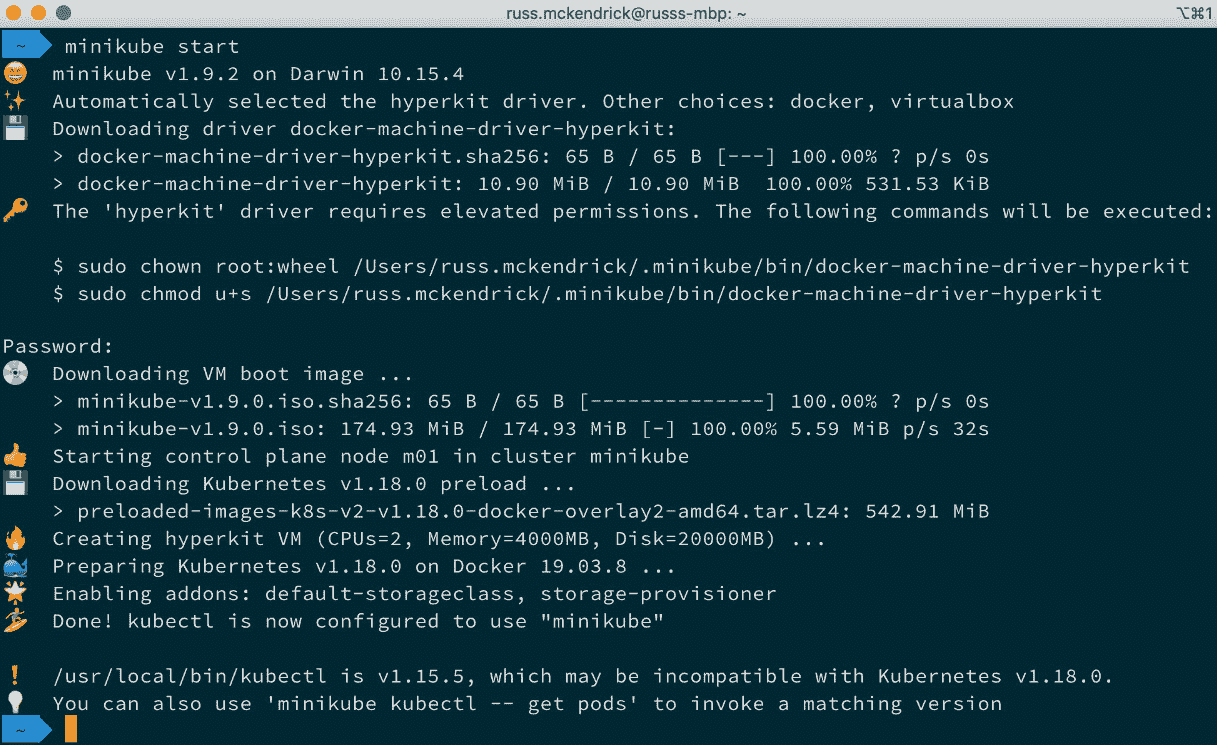 russ.mckendrick@russs-mbp: ~ ⌥⌘1
~ minikube start
minikube v1.9.2 on Darwin 10.15.4
Automatically selected the hyperkit driver. Other choices: docker, virtualbox
Downloading driver docker-machine-driver-hyperkit:
> docker-machine-driver-hyperkit.sha256: 65 B / 65 B [---] 100.00% ? p/s 0s
> docker-machine-driver-hyperkit: 10.90 MiB / 10.90 MiB  100.00% 531.53 KiB
The 'hyperkit' driver requires elevated permissions. The following commands will be executed:
$ sudo chown root:wheel /Users/russ.mckendrick/.minikube/bin/docker-machine-driver-hyperkit
$ sudo chmod u+s /Users/russ.mckendrick/.minikube/bin/docker-machine-driver-hyperkit
Password:
Downloading VM boot image ...
> minikube-v1.9.0.iso.sha256: 65 B / 65 B [--------------] 100.00% ? p/s 0s
> minikube-v1.9.0.iso: 174.93 MiB / 174.93 MiB [-] 100.00% 5.59 MiB p/s 32s
Starting control plane node m01 in cluster minikube
Downloading Kubernetes v1.18.0 preload ...
> preloaded-images-k8s-v2-v1.18.0-docker-overlay2-amd64.tar.lz4: 542.91 MiB
Creating hyperkit VM (CPUs=2, Memory=4000MB, Disk=20000MB) ...
Preparing Kubernetes v1.18.0 on Docker 19.03.8 ...
Enabling addons: default-storageclass, storage-provisioner
Done! kubectl is now configured to use "minikube"
/usr/local/bin/kubectl is v1.15.5, which may be incompatible with Kubernetes v1.18.0.
You can also use 'minikube kubectl -- get pods' to invoke a matching version
~